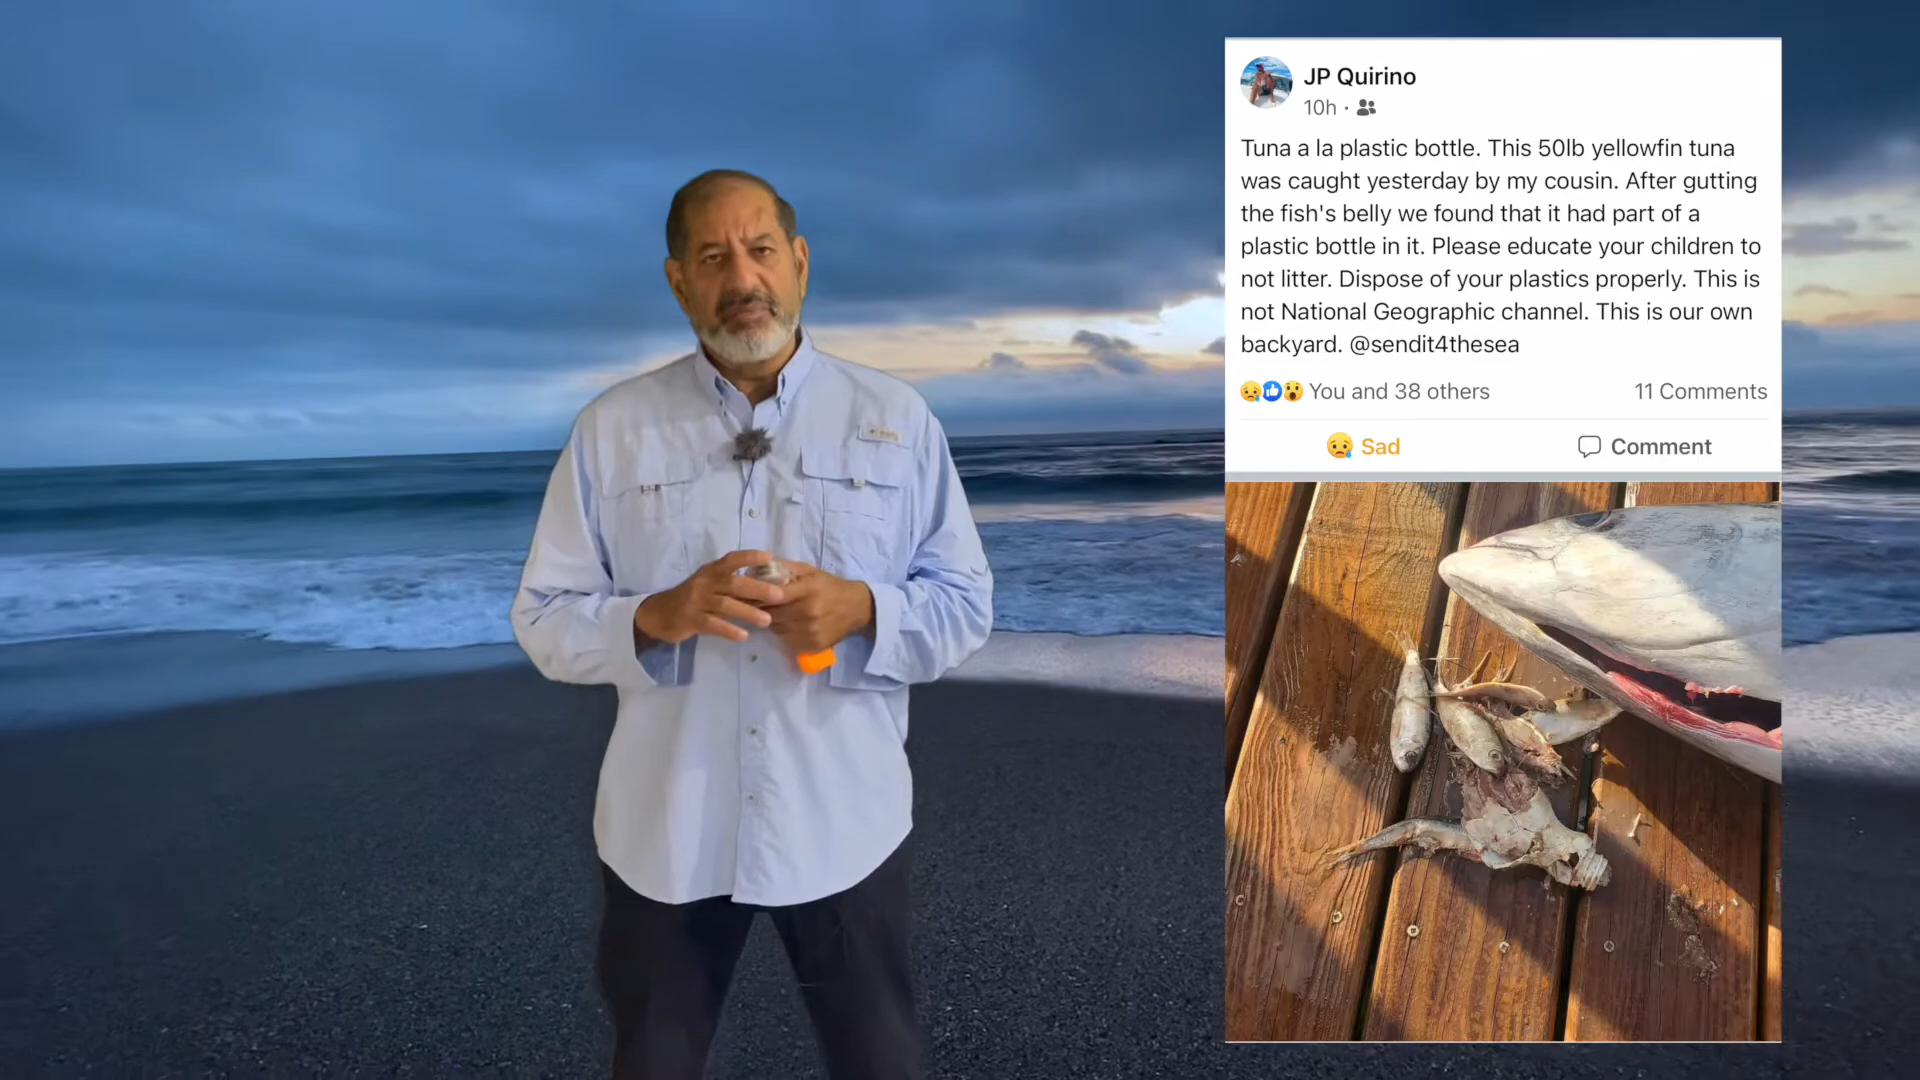 JP Quirino
10h ·
Tuna a la plastic bottle. This 50lb yellowfin tuna
was caught yesterday by my cousin. After gutting
the fish's belly we found that it had part of a
plastic bottle in it. Please educate your children to
not litter. Dispose of your plastics properly. This is
not National Geographic channel. This is our own
backyard. @sendit4thesea
You and 38 others
11 Comments
Sad
Comment